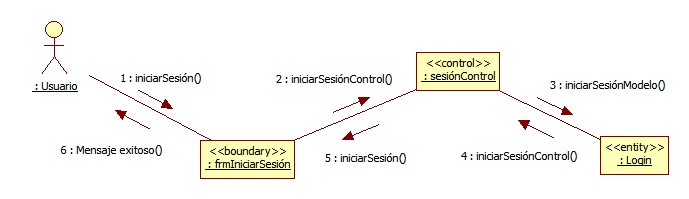 : Usuario
1 : iniciarSesión()
6 : Mensaje exitoso()
<<boundary>>
: frmIniciarSesión
2 : iniciarSesiónControl()
5 : iniciarSesión()
<<control>>
: sesiónControl
3 : iniciarSesiónModelo()
4 : iniciarSesiónControl()
<<entity>>
: Login